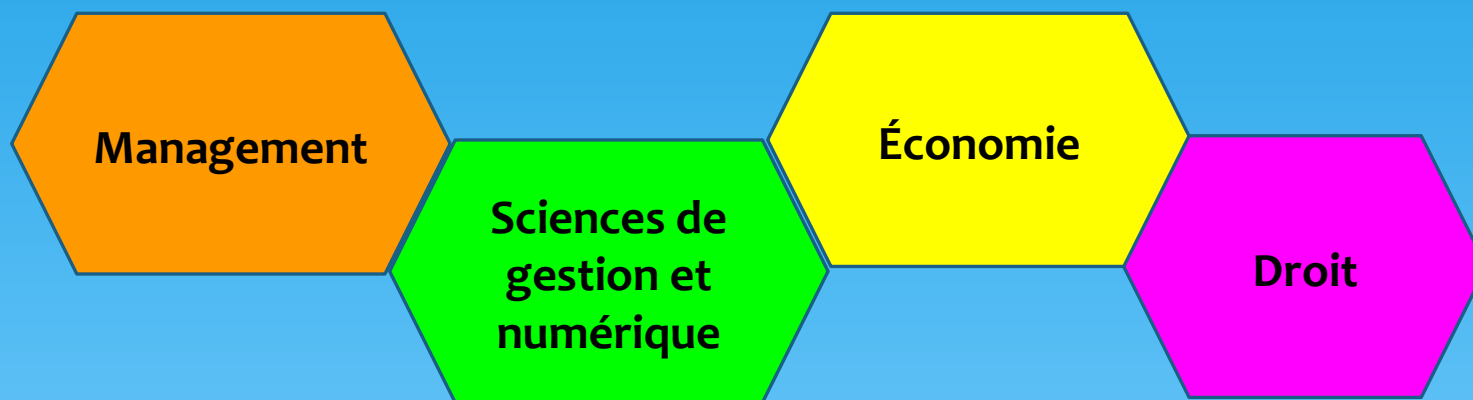 Management
Sciences de
gestion et
numérique
Économie
Droit